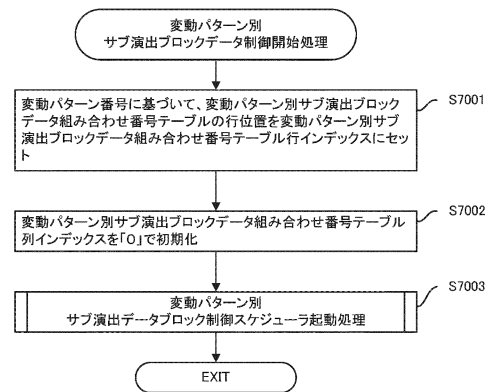 変動パターン別
サブ演出ブロックデータ制御開始処理
S7001
変動パターン番号に基づいて、変動パターン別サブ演出ブロック
データ組み合わせ番号テーブルの行位置を変動パターン別サブ
演出ブロックデータ組み合わせ番号テーブル行インデックスにセッ
ト
S7002
変動パターン別サブ演出ブロックデータ組み合わせ番号テーブル
列インデックスを「0」で初期化
S7003
変動パターン別
サブ演出データブロック制御スケジューラ起動処理
EXIT